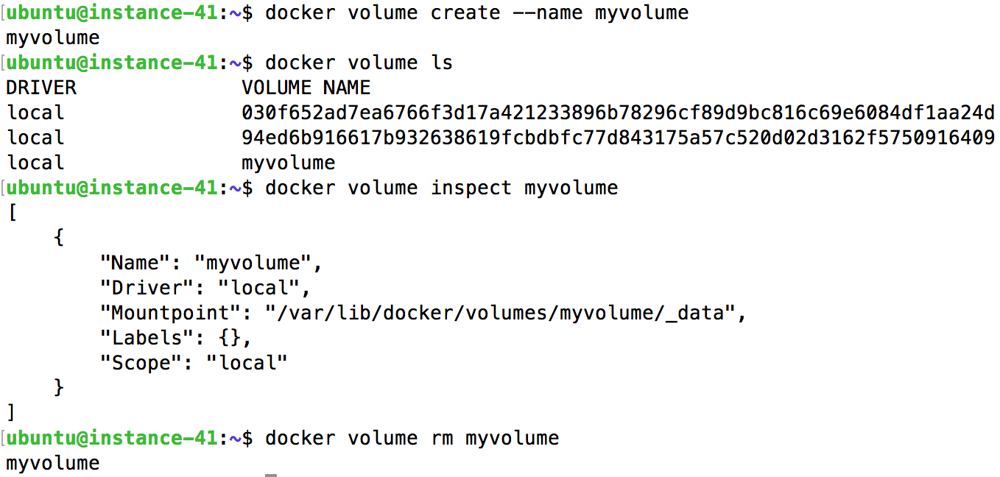 [ubuntu@instance-41:~$ docker volume create --name myvolume
myvolume
[ubuntu@instance-41:~$ docker volume ls
DRIVER              VOLUME NAME
local               030f652ad7ea6766f3d17a421233896b78296cf89d9bc816c69e6084df1aa24d
local               94ed6b916617b932638619fcbdbfc77d843175a57c520d02d3162f5750916409
local               myvolume
[ubuntu@instance-41:~$ docker volume inspect myvolume
[
    {
        "Name": "myvolume",
        "Driver": "local",
        "Mountpoint": "/var/lib/docker/volumes/myvolume/_data",
        "Labels": {},
        "Scope": "local"
    }
]
[ubuntu@instance-41:~$ docker volume rm myvolume
myvolume